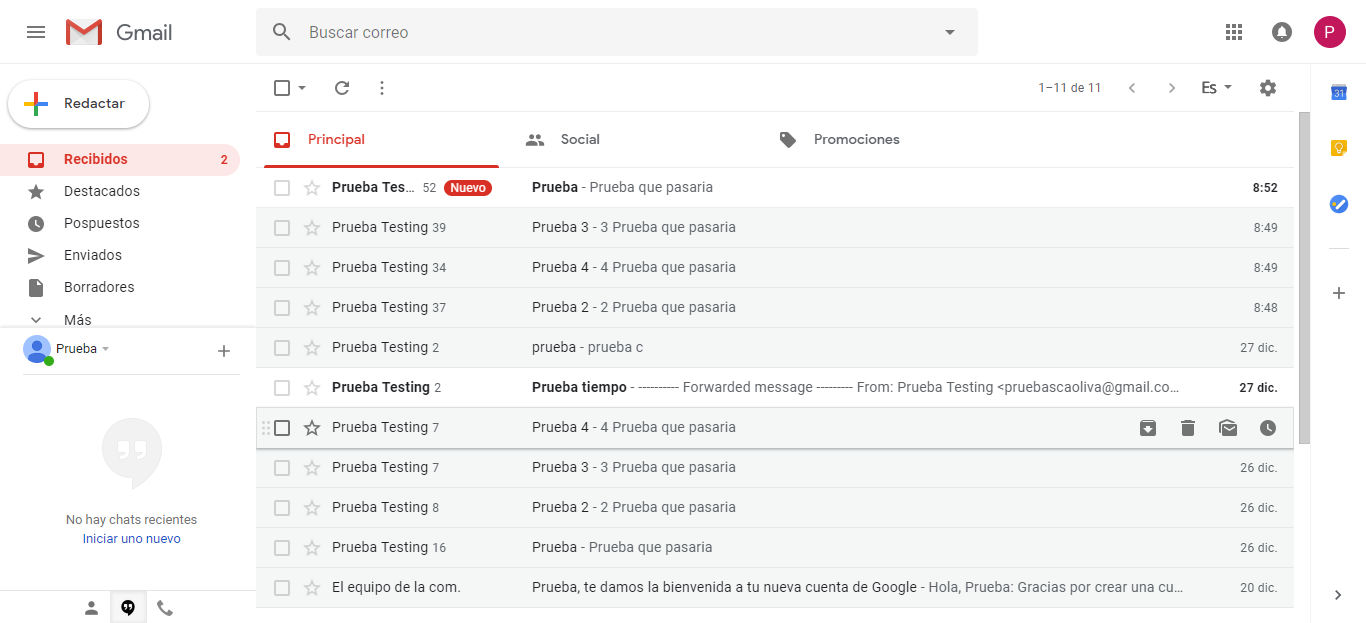 Gmail
Buscar correo
P
Redactar
1–11 de 11
Es
31
Recibidos 2
Destacados
Pospuestos
Enviados
Borradores
Más
Prueba
No hay chats recientes
Iniciar uno nuevo
Principal
Social
Promociones
Prueba Tes... 52 Nuevo Prueba - Prueba que pasaria 8:52
Prueba Testing 39 Prueba 3 - 3 Prueba que pasaria 8:49
Prueba Testing 34 Prueba 4 - 4 Prueba que pasaria 8:49
Prueba Testing 37 Prueba 2 - 2 Prueba que pasaria 8:48
Prueba Testing 2 prueba - prueba c 27 dic.
Prueba Testing 2 Prueba tiempo - ---------- Forwarded message --------- From: Prueba Testing <pruebascaoliva@gmail.co... 27 dic.
Prueba Testing 7 Prueba 4 - 4 Prueba que pasaria
Prueba Testing 7 Prueba 3 - 3 Prueba que pasaria 26 dic.
Prueba Testing 8 Prueba 2 - 2 Prueba que pasaria 26 dic.
Prueba Testing 16 Prueba - Prueba que pasaria 26 dic.
El equipo de la com. Prueba, te damos la bienvenida a tu nueva cuenta de Google - Hola, Prueba: Gracias por crear una cu... 20 dic.